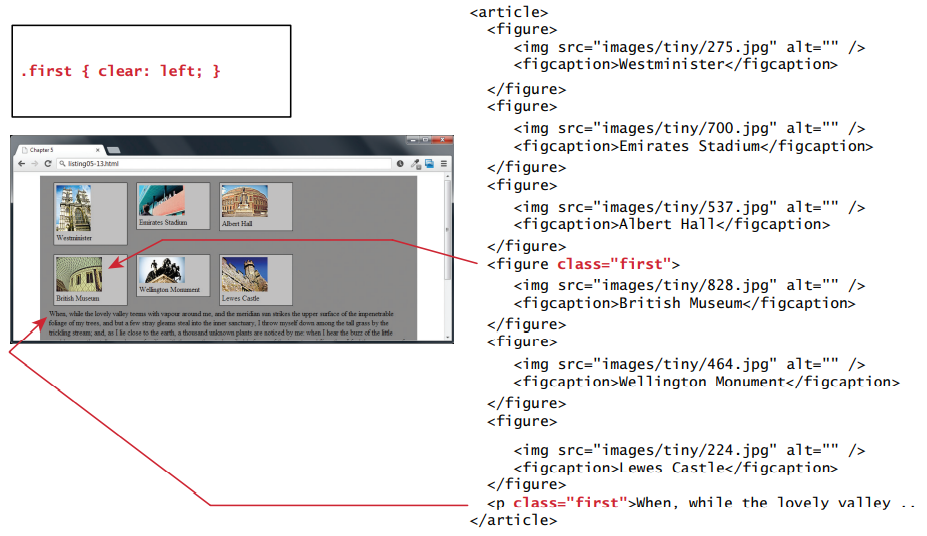 .first { clear: left; }
Chapter 5
listing05-13.html
Westminister
Emirates Stadium
Albert Hall
British Museum
Wellington Monument
Lewes Castle
When, while the lovely valley teems with vapour around me, and the meridian sun strikes the upper surface of the impenetrable
foliage of my trees, and but a few stray gleams steal into the inner sanctuary, I throw myself down among the tall grass by the
trickling stream; and, as I lie close to the earth, a thousand unknown plants are noticed by me: when I hear the buzz of the little
<article>
<figure>
<img src="images/tiny/275.jpg" alt="" />
<figcaption>Westminister</figcaption>
</figure>
<figure>
<img src="images/tiny/700.jpg" alt="" />
<figcaption>Emirates Stadium</figcaption>
</figure>
<figure>
<img src="images/tiny/537.jpg" alt="" />
<figcaption>Albert Hall</figcaption>
</figure>
<figure class="first">
<img src="images/tiny/828.jpg" alt="" />
<figcaption>British Museum</figcaption>
</figure>
<figure>
<img src="images/tiny/464.jpg" alt="" />
<figcaption>Wellington Monument</figcaption>
</figure>
<figure>
<img src="images/tiny/224.jpg" alt="" />
<figcaption>Lewes Castle</figcaption>
</figure>
<p class="first">When, while the lovely valley ..
</article>